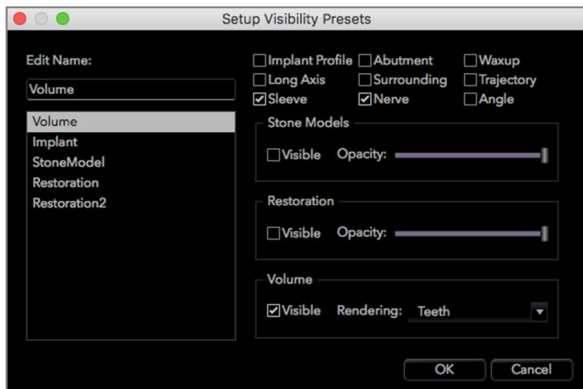 Setup Visibility Presets
Edit Name:
Volume
Volume
Implant
StoneModel
Restoration
Restoration2
Implant Profile Abutment Waxup
Long Axis Surrounding Trajectory
Sleeve Nerve Angle
Stone Models
Visible Opacity:
Restoration
Visible Opacity:
Volume
Visible Rendering: Teeth
OK Cancel